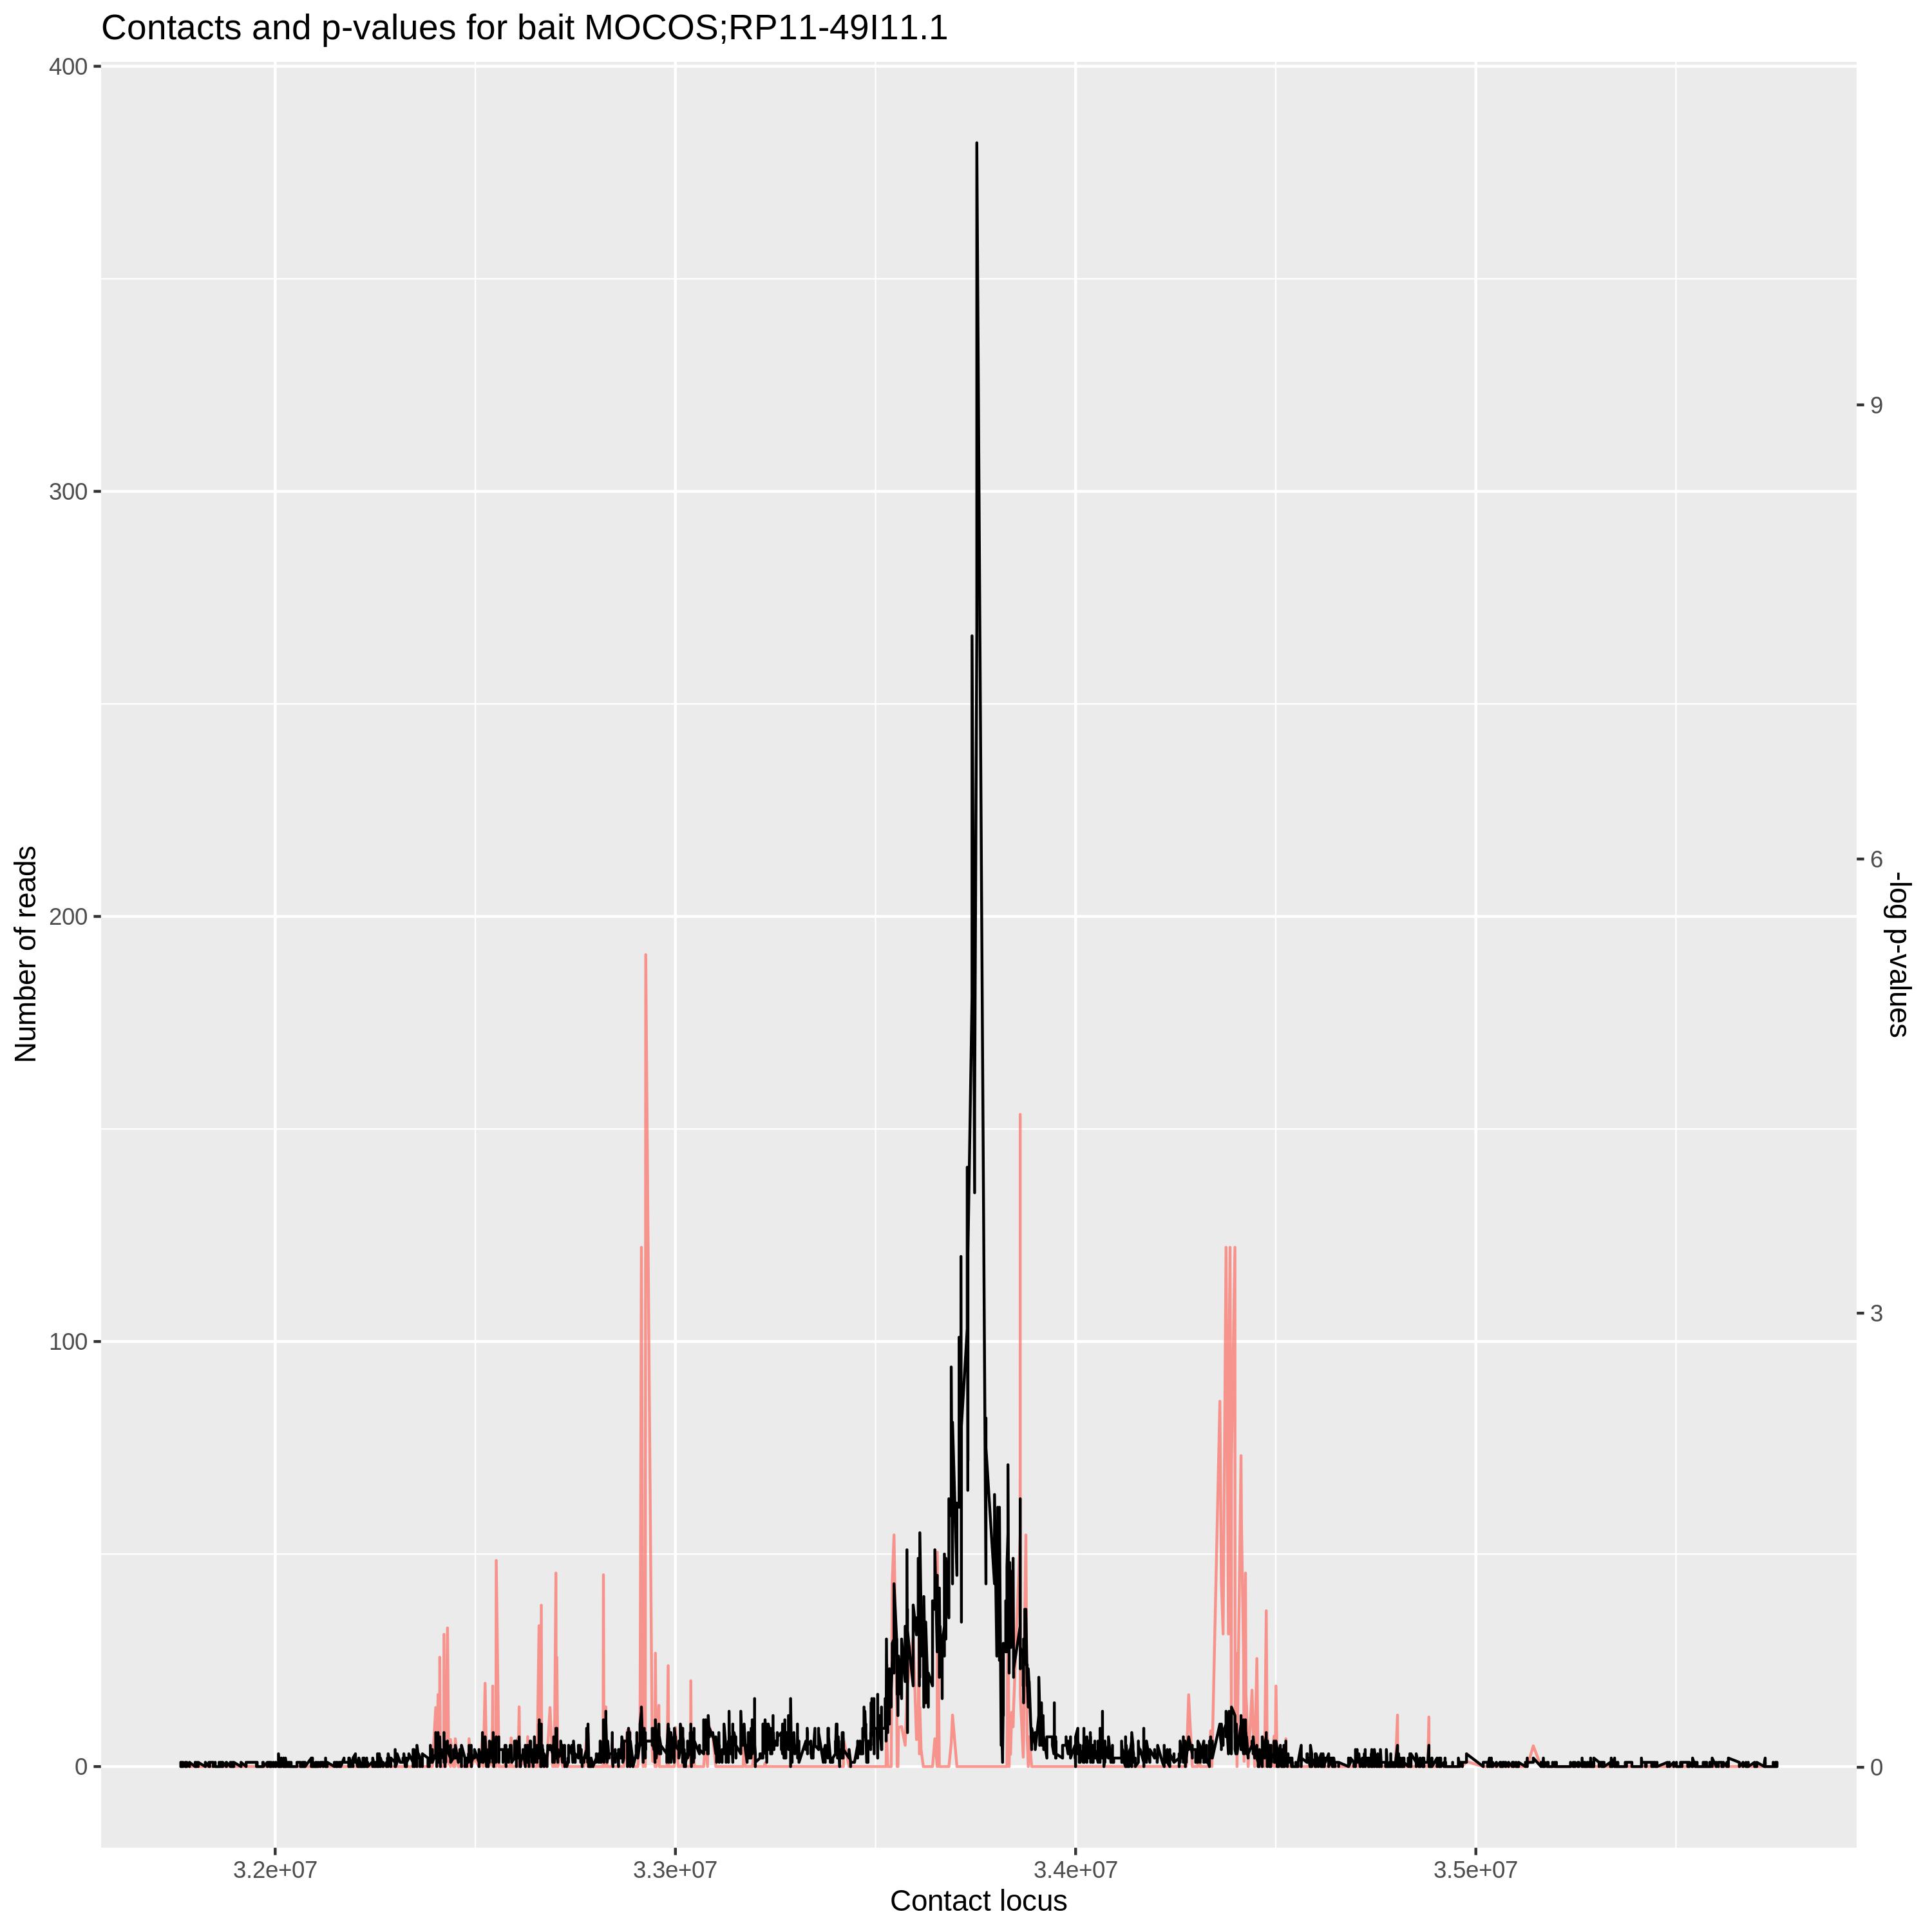 Contacts and p-values for bait MOCOS;RP11-49I11.1
400
300
200
100
0
Number of reads
9
6
3
0
-log p-values
3.2e+07
3.3e+07
3.4e+07
3.5e+07
Contact locus